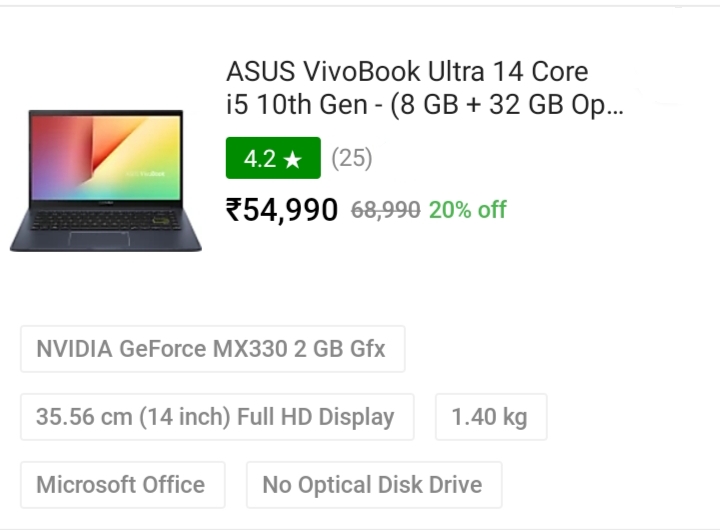 ASUS VivoBook Ultra 14 Core
i5 10th Gen - (8 GB + 32 GB Op...
4.2 ★ (25)
₹54,990 68,990 20% off
NVIDIA GeForce MX330 2 GB Gfx
35.56 cm (14 inch) Full HD Display 1.40 kg
Microsoft Office No Optical Disk Drive